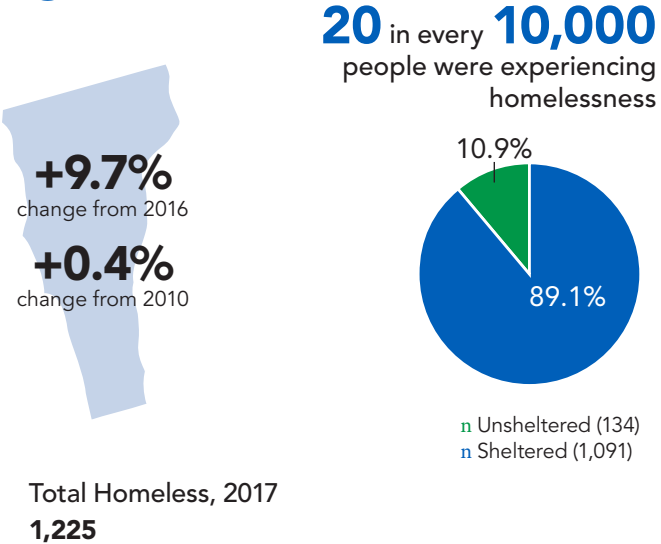 20 in every 10,000
people were experiencing
homelessness
+9.7%
change from 2016
+0.4%
change from 2010
10.9%
89.1%
n Unsheltered (134)
n Sheltered (1,091)
Total Homeless, 2017
1,225